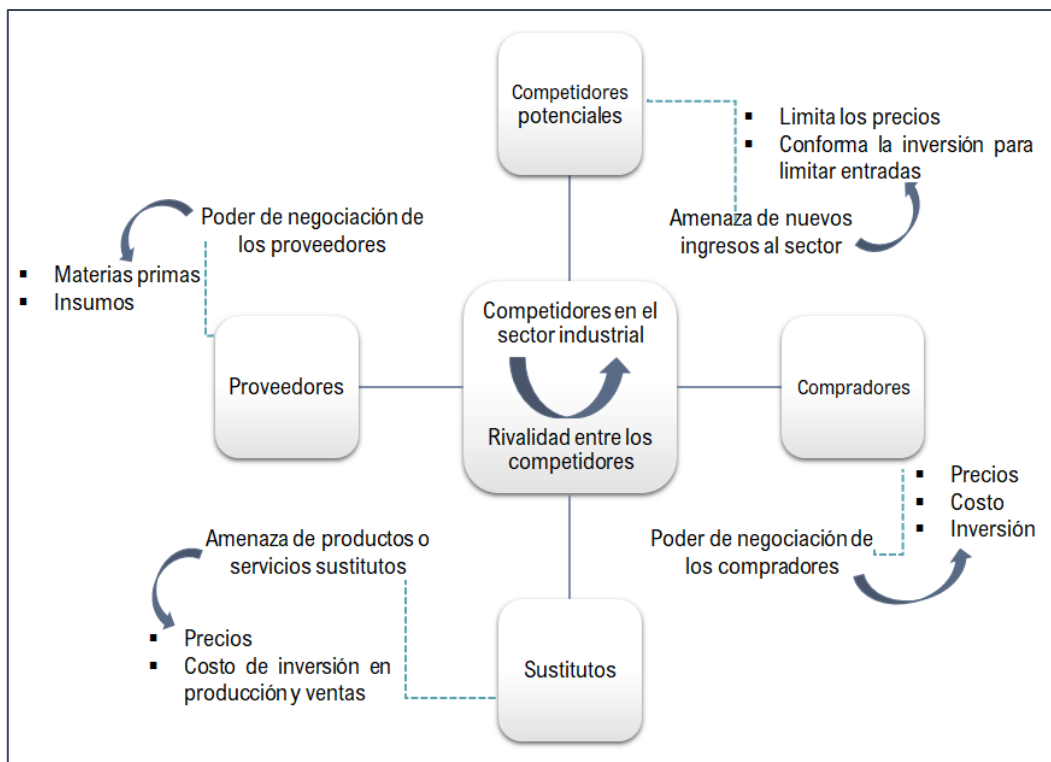 Competidores
potenciales
▪ Limita los precios
▪ Conforma la inversión para
limitar entradas
Amenaza de nuevos
ingresos al sector
Poder de negociación de
los proveedores
▪ Materias primas
▪ Insumos
Proveedores
Competidores en el
sector industrial
Rivalidad entre los
competidores
Compradores
▪ Precios
▪ Costo
▪ Inversión
Poder de negociación de
los compradores
Amenaza de productos o
servicios sustitutos
▪ Precios
▪ Costo de inversión en
producción y ventas
Sustitutos